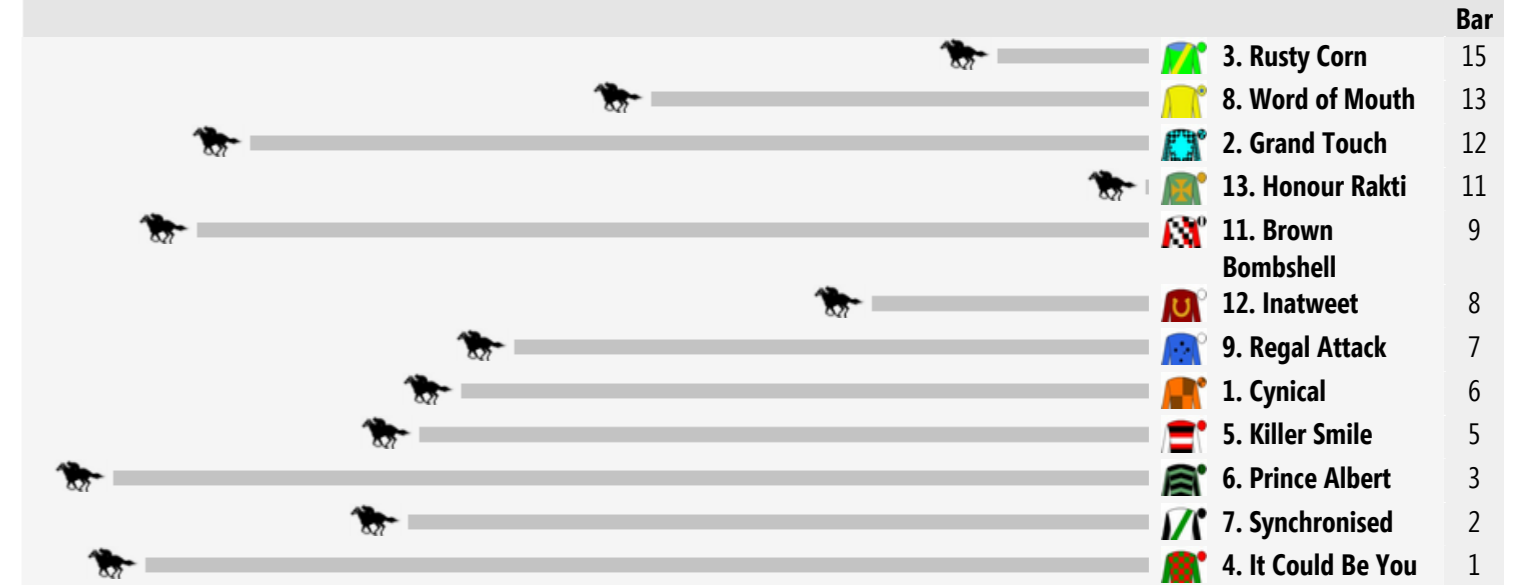 Bar
3. Rusty Corn 15
8. Word of Mouth 13
2. Grand Touch 12
13. Honour Rakti 11
11. Brown 9
Bombshell
12. Inatweet 8
9. Regal Attack 7
1. Cynical 6
5. Killer Smile 5
6. Prince Albert 3
7. Synchronised 2
4. It Could Be You 1